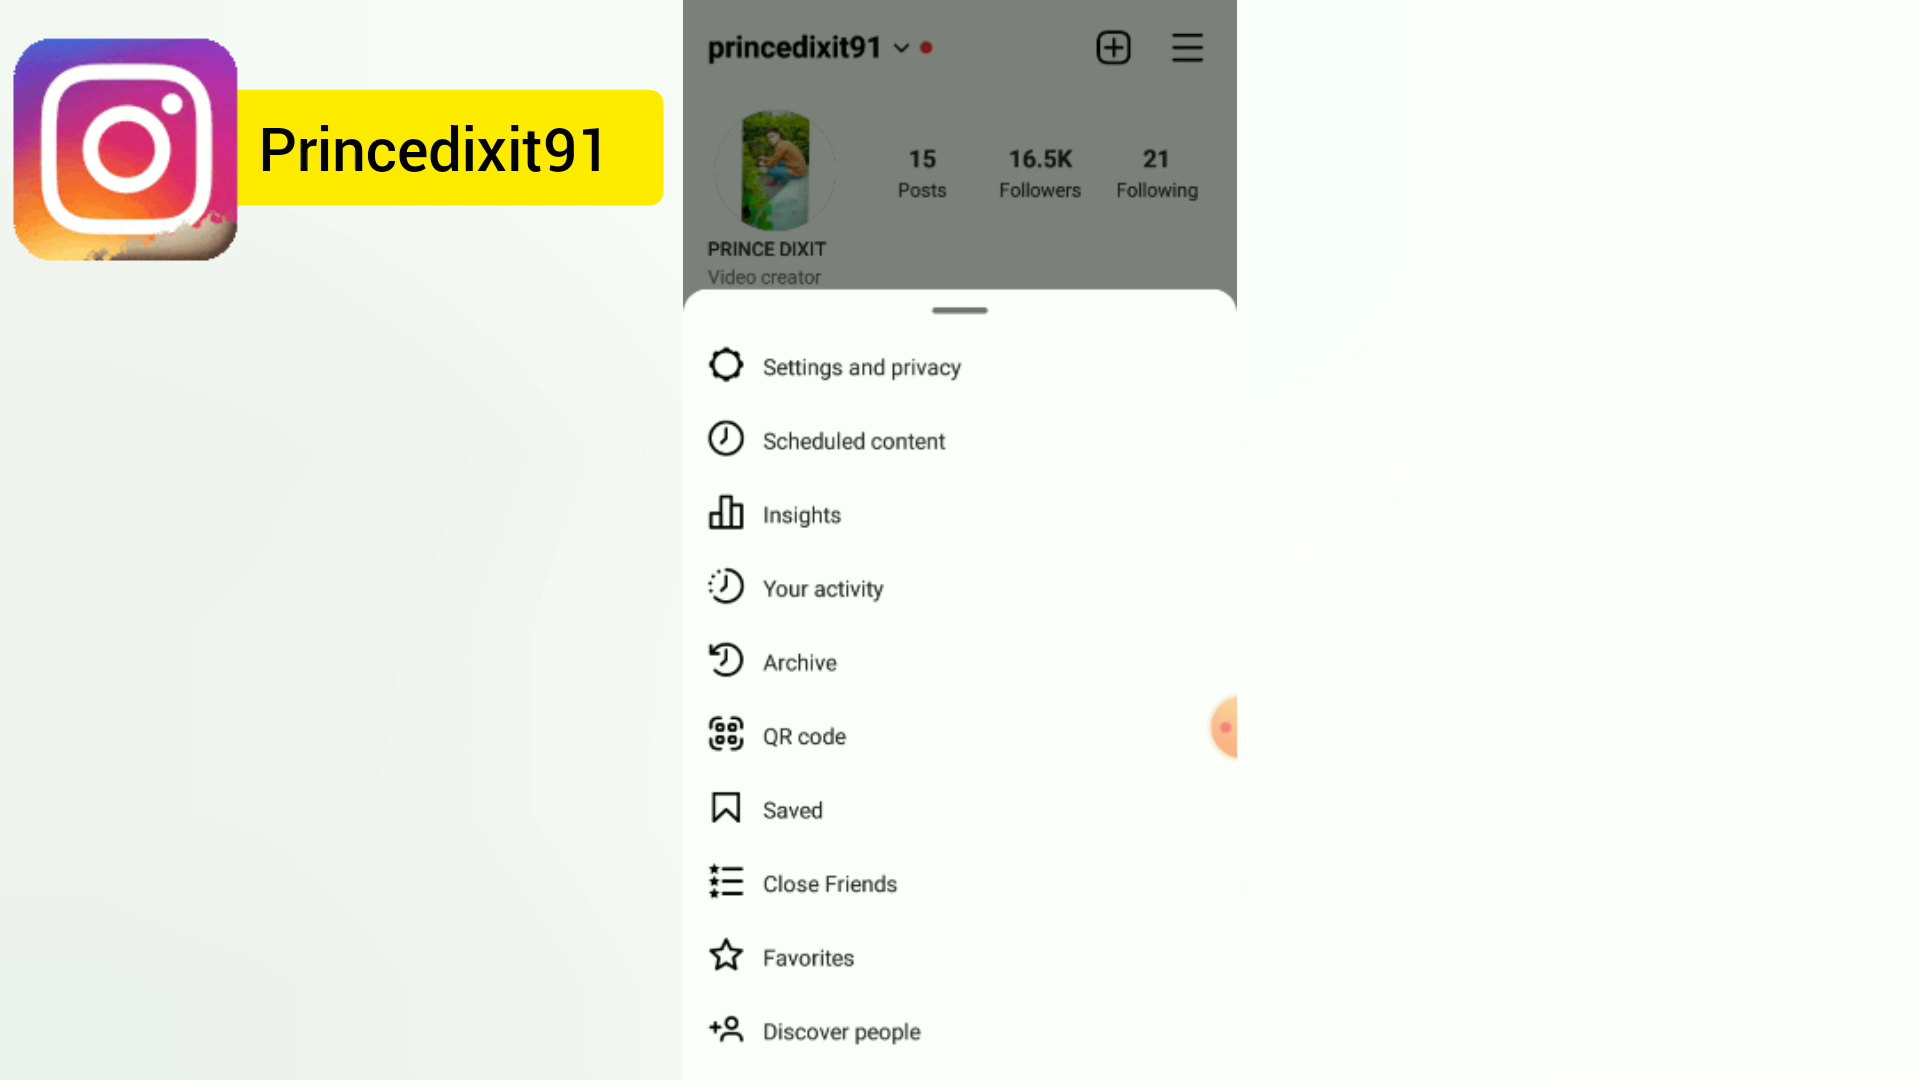 Princedixit91
princedixit91
15
Posts
16.5K
Followers
21
Following
PRINCE DIXIT
Video creator
Settings and privacy
Scheduled content
Insights
Your activity
Archive
QR code
Saved
Close Friends
Favorites
Discover people